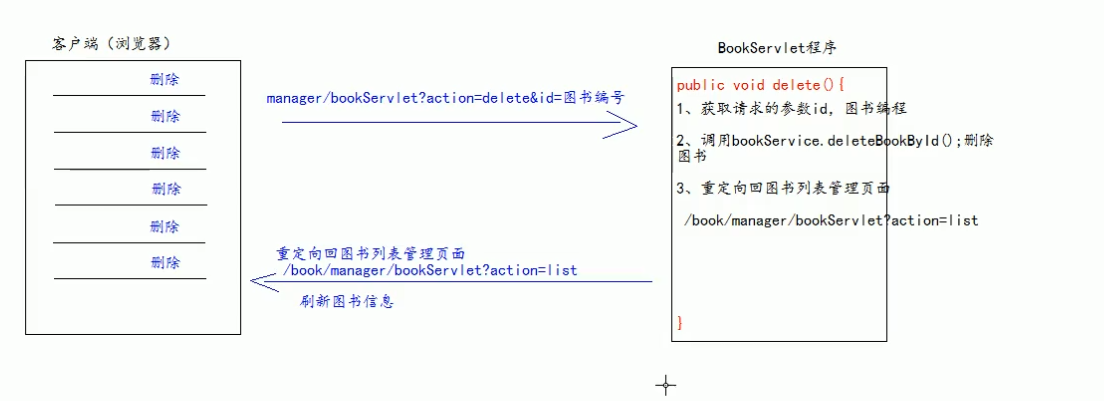 客户端（浏览器）
删除
删除
删除
删除
删除
删除
manager/bookServlet?action=delete&id=图书编号
重定向回图书列表管理页面
/book/manager/bookServlet?action=list
刷新图书信息
BookServlet程序
public void delete(){
1、获取请求的参数id，图书编程
2、调用bookService.deleteBookById();删除
图书
3、重定向回图书列表管理页面
/book/manager/bookServlet?action=list
}